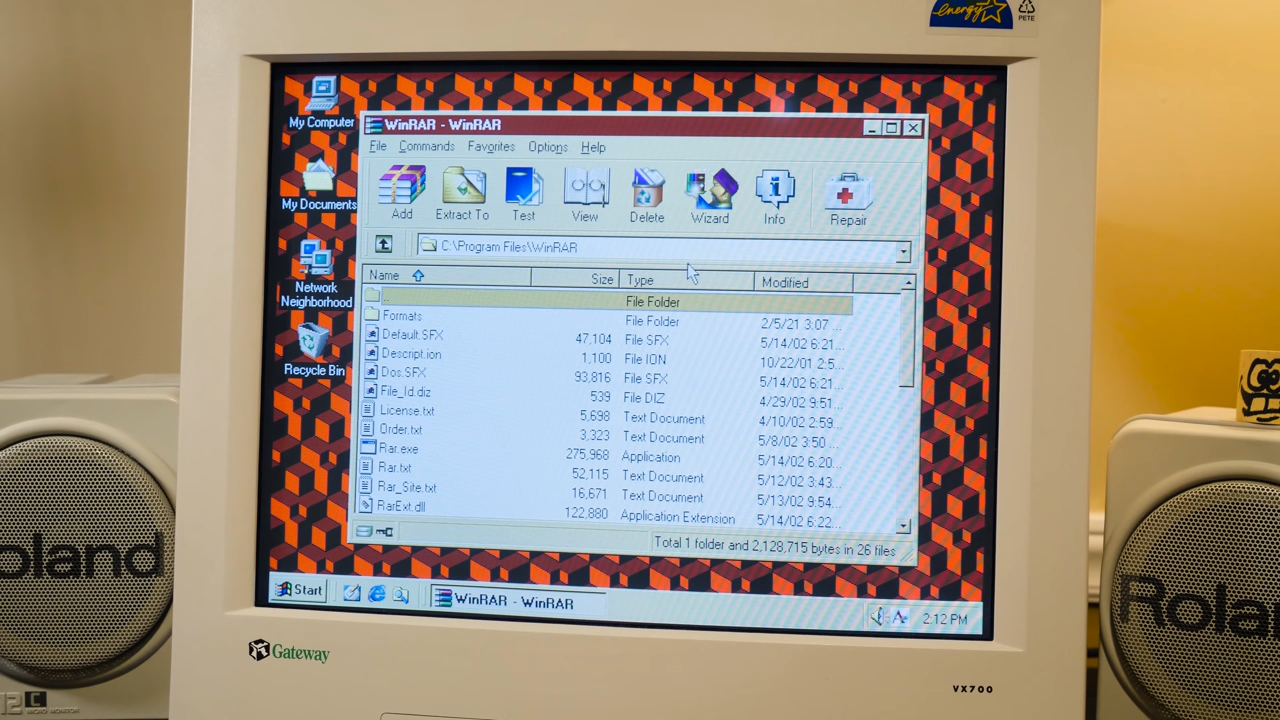 energy
PETE
My Computer
My Documents
Network
Neighborhood
Recycle Bin
WinRAR - WinRAR
File Commands Favorites Options Help
Add Extract To Test View Delete Wizard Info Repair
C:\Program Files\WinRAR
Name Size Type Modified
.. File Folder
Formats File Folder 2/5/21 3:07 ...
Default.SFX 47,104 File SFX 5/14/02 6:21...
Descript.ion 1,100 File ION 10/22/01 2:5...
Dos.SFX 93,816 File SFX 5/14/02 6:21...
File_Id.diz 539 File DIZ 4/29/02 9:51...
License.txt 5,698 Text Document 4/10/02 2:59...
Order.txt 3,323 Text Document 5/8/02 3:50 ...
Rar.exe 275,968 Application 5/14/02 6:20...
Rar.txt 52,115 Text Document 5/12/02 3:43...
Rar_Site.txt 16,671 Text Document 5/13/02 9:54...
RarExt.dll 122,880 Application Extension 5/14/02 6:22...
Total 1 folder and 2,128,715 bytes in 26 files
Start WinRAR - WinRAR 2:12 PM
Gateway
VX700
oland
Rola
12 C
MICRO MONITOR